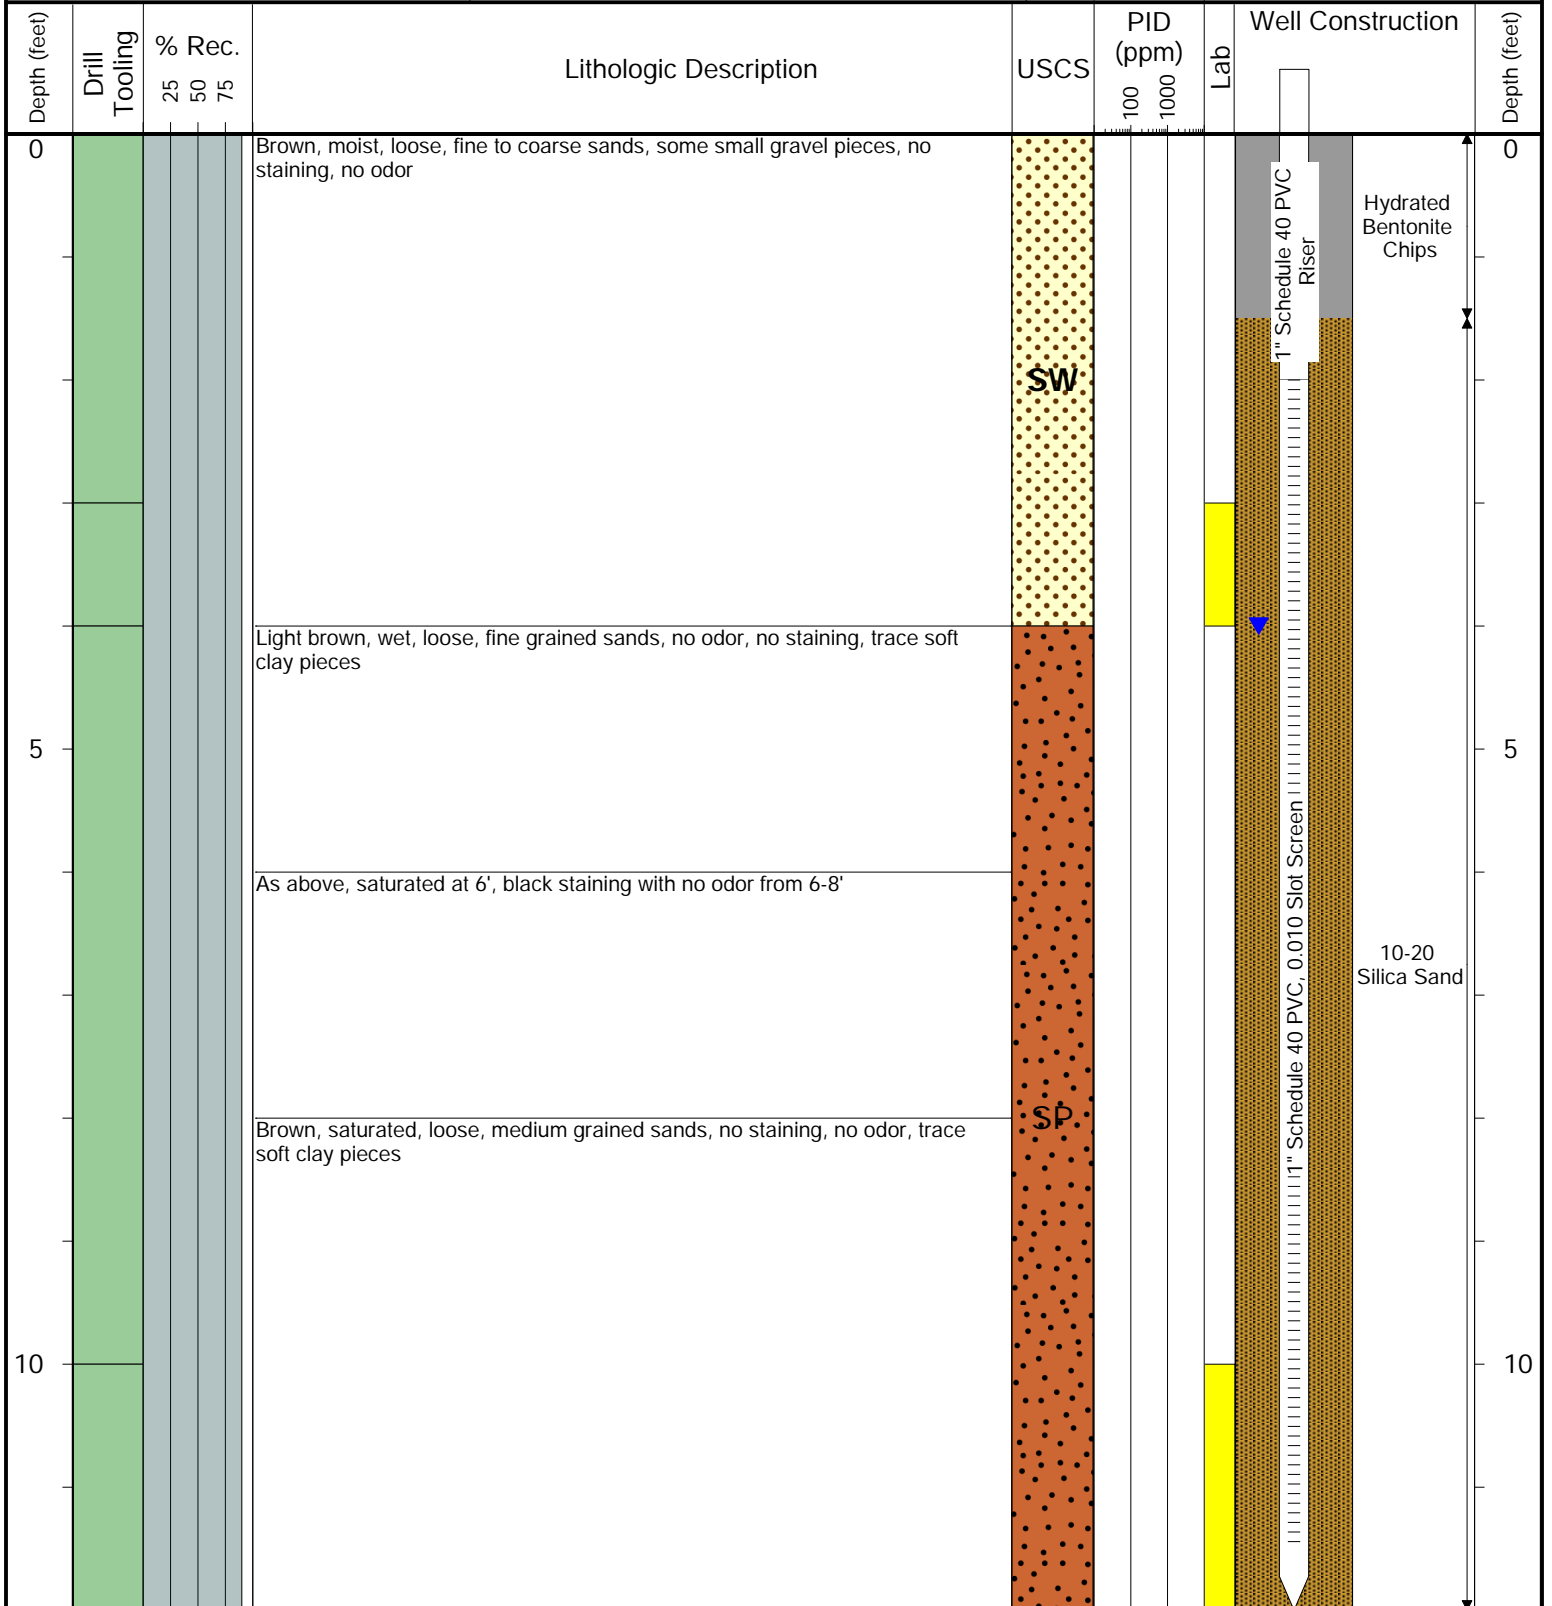 Depth (feet)
Drill
Tooling
% Rec.
25
50
75
Lithologic Description
USCS
PID
(ppm)
100
1000
Lab
Well Construction
Depth (feet)
0
Brown, moist, loose, fine to coarse sands, some small gravel pieces, no
staining, no odor
1" Schedule 40 PVC
Riser
Hydrated
Bentonite
Chips
0
SW
Light brown, wet, loose, fine grained sands, no odor, no staining, trace soft
clay pieces
5
5
As above, saturated at 6', black staining with no odor from 6-8'
1" Schedule 40 PVC, 0.010 Slot Screen
10-20
Silica Sand
SP
Brown, saturated, loose, medium grained sands, no staining, no odor, trace
soft clay pieces
10
10